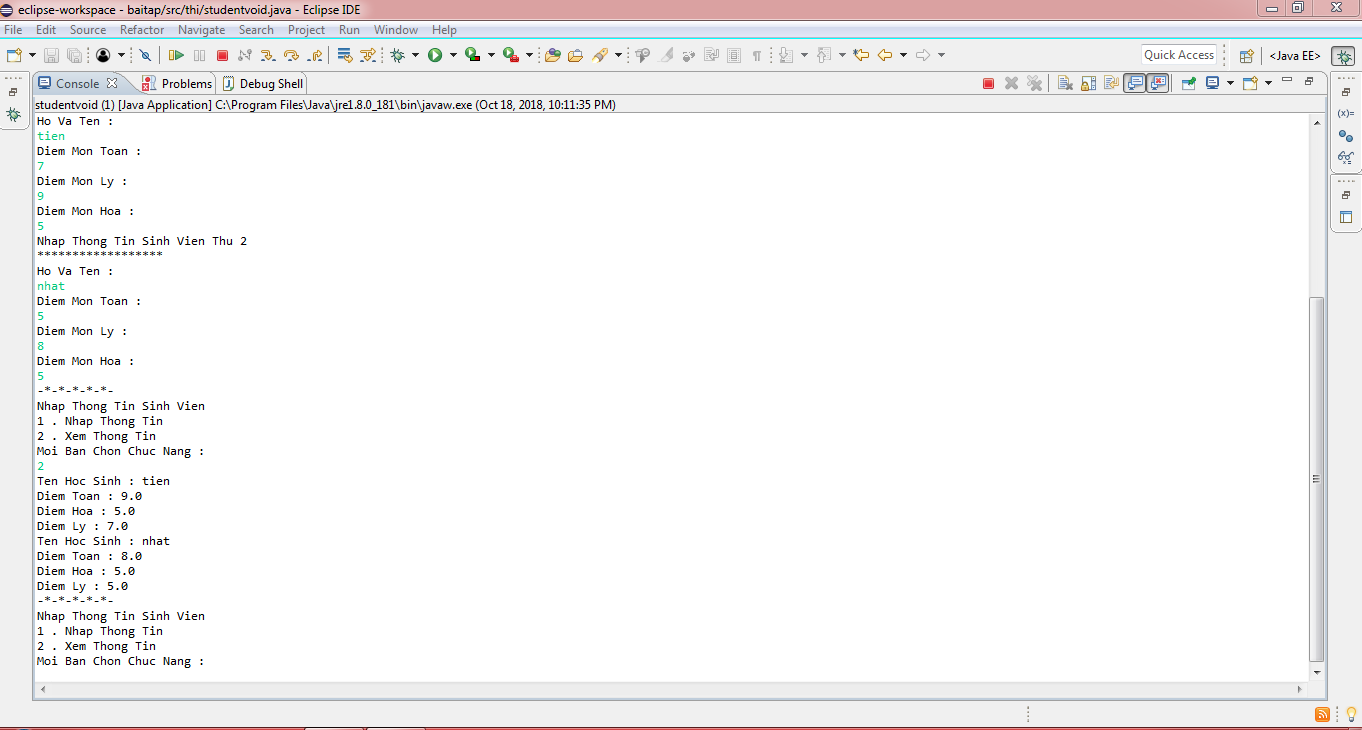 eclipse-workspace - baitap/src/thi/studentvoid.java - Eclipse IDE
File Edit Source Refactor Navigate Search Project Run Window Help
Quick Access <Java EE>
Console Problems Debug Shell
studentvoid (1) [Java Application] C:\Program Files\Java\jre1.8.0_181\bin\javaw.exe (Oct 18, 2018, 10:11:35 PM)
Ho Va Ten :
tien
Diem Mon Toan :
7
Diem Mon Ly :
9
Diem Mon Hoa :
5
Nhap Thong Tin Sinh Vien Thu 2
******************
Ho Va Ten :
nhat
Diem Mon Toan :
5
Diem Mon Ly :
8
Diem Mon Hoa :
5
-*-*-*-*-*-
Nhap Thong Tin Sinh Vien
1 . Nhap Thong Tin
2 . Xem Thong Tin
Moi Ban Chon Chuc Nang :
2
Ten Hoc Sinh : tien
Diem Toan : 9.0
Diem Hoa : 5.0
Diem Ly : 7.0
Ten Hoc Sinh : nhat
Diem Toan : 8.0
Diem Hoa : 5.0
Diem Ly : 5.0
-*-*-*-*-*-
Nhap Thong Tin Sinh Vien
1 . Nhap Thong Tin
2 . Xem Thong Tin
Moi Ban Chon Chuc Nang :